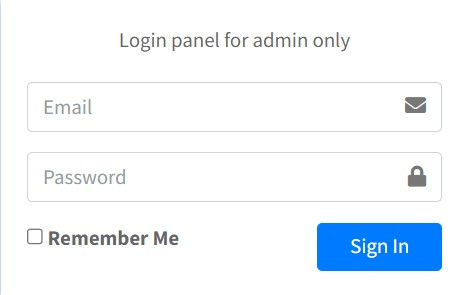 Login panel for admin only
Email
Password
Remember Me
Sign In